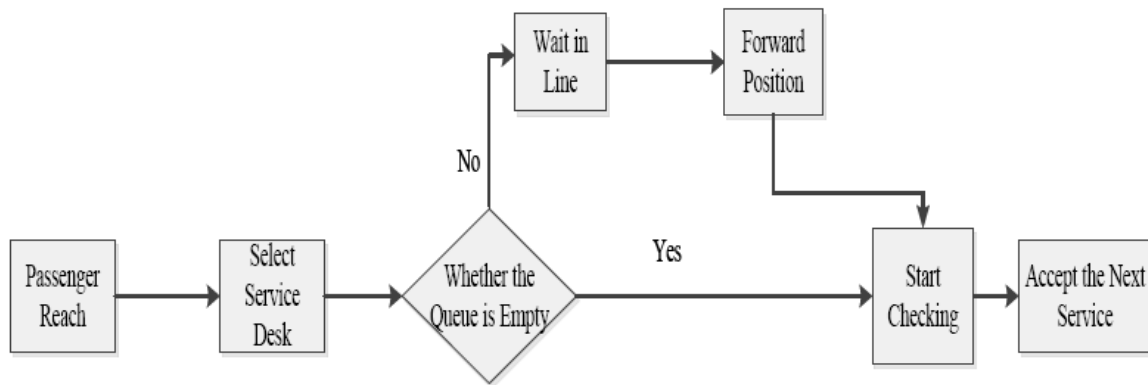 Wait in
Line
Forward
Position
No
Yes
Passenger
Reach
Select
Service
Desk
Whether the
Queue is Empty
Start
Checking
Accept the Next
Service